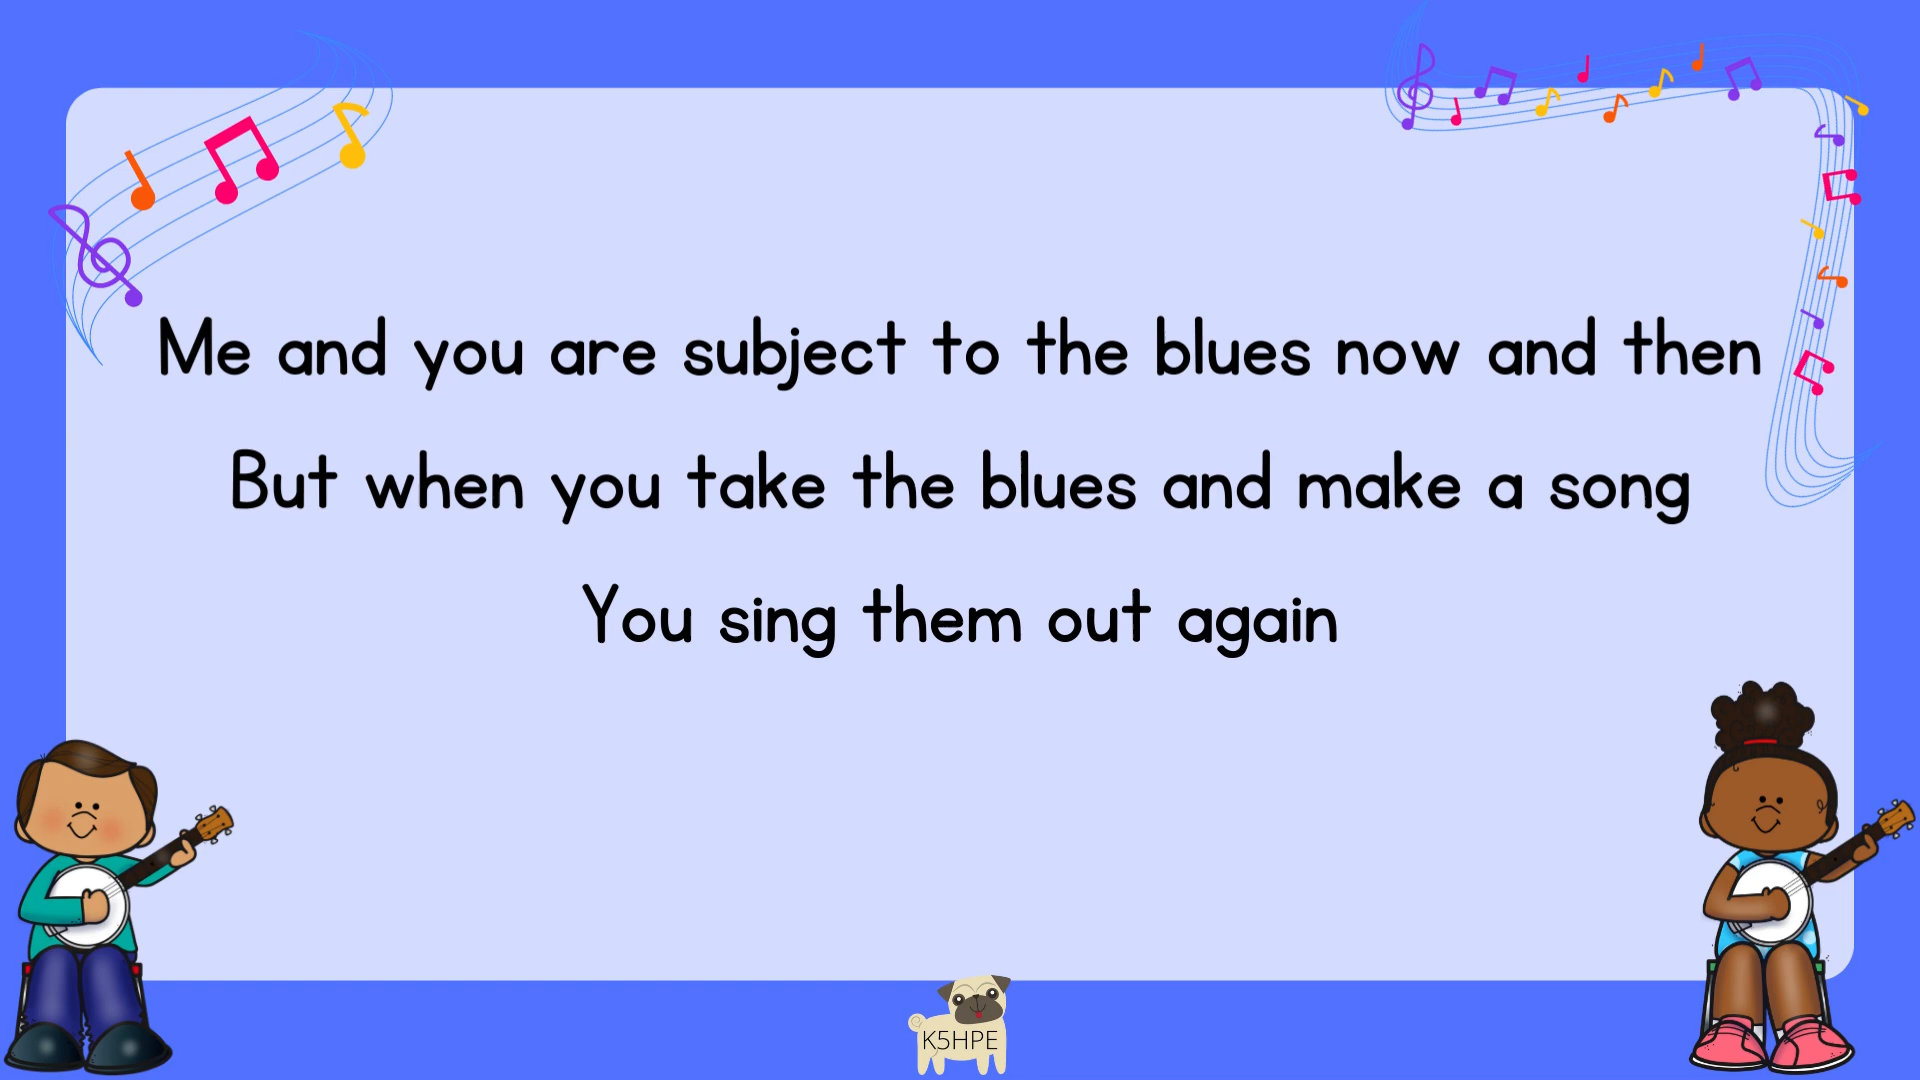 Me and you are subject to the blues now and then
But when you take the blues and make a song
You sing them out again
K5HPE